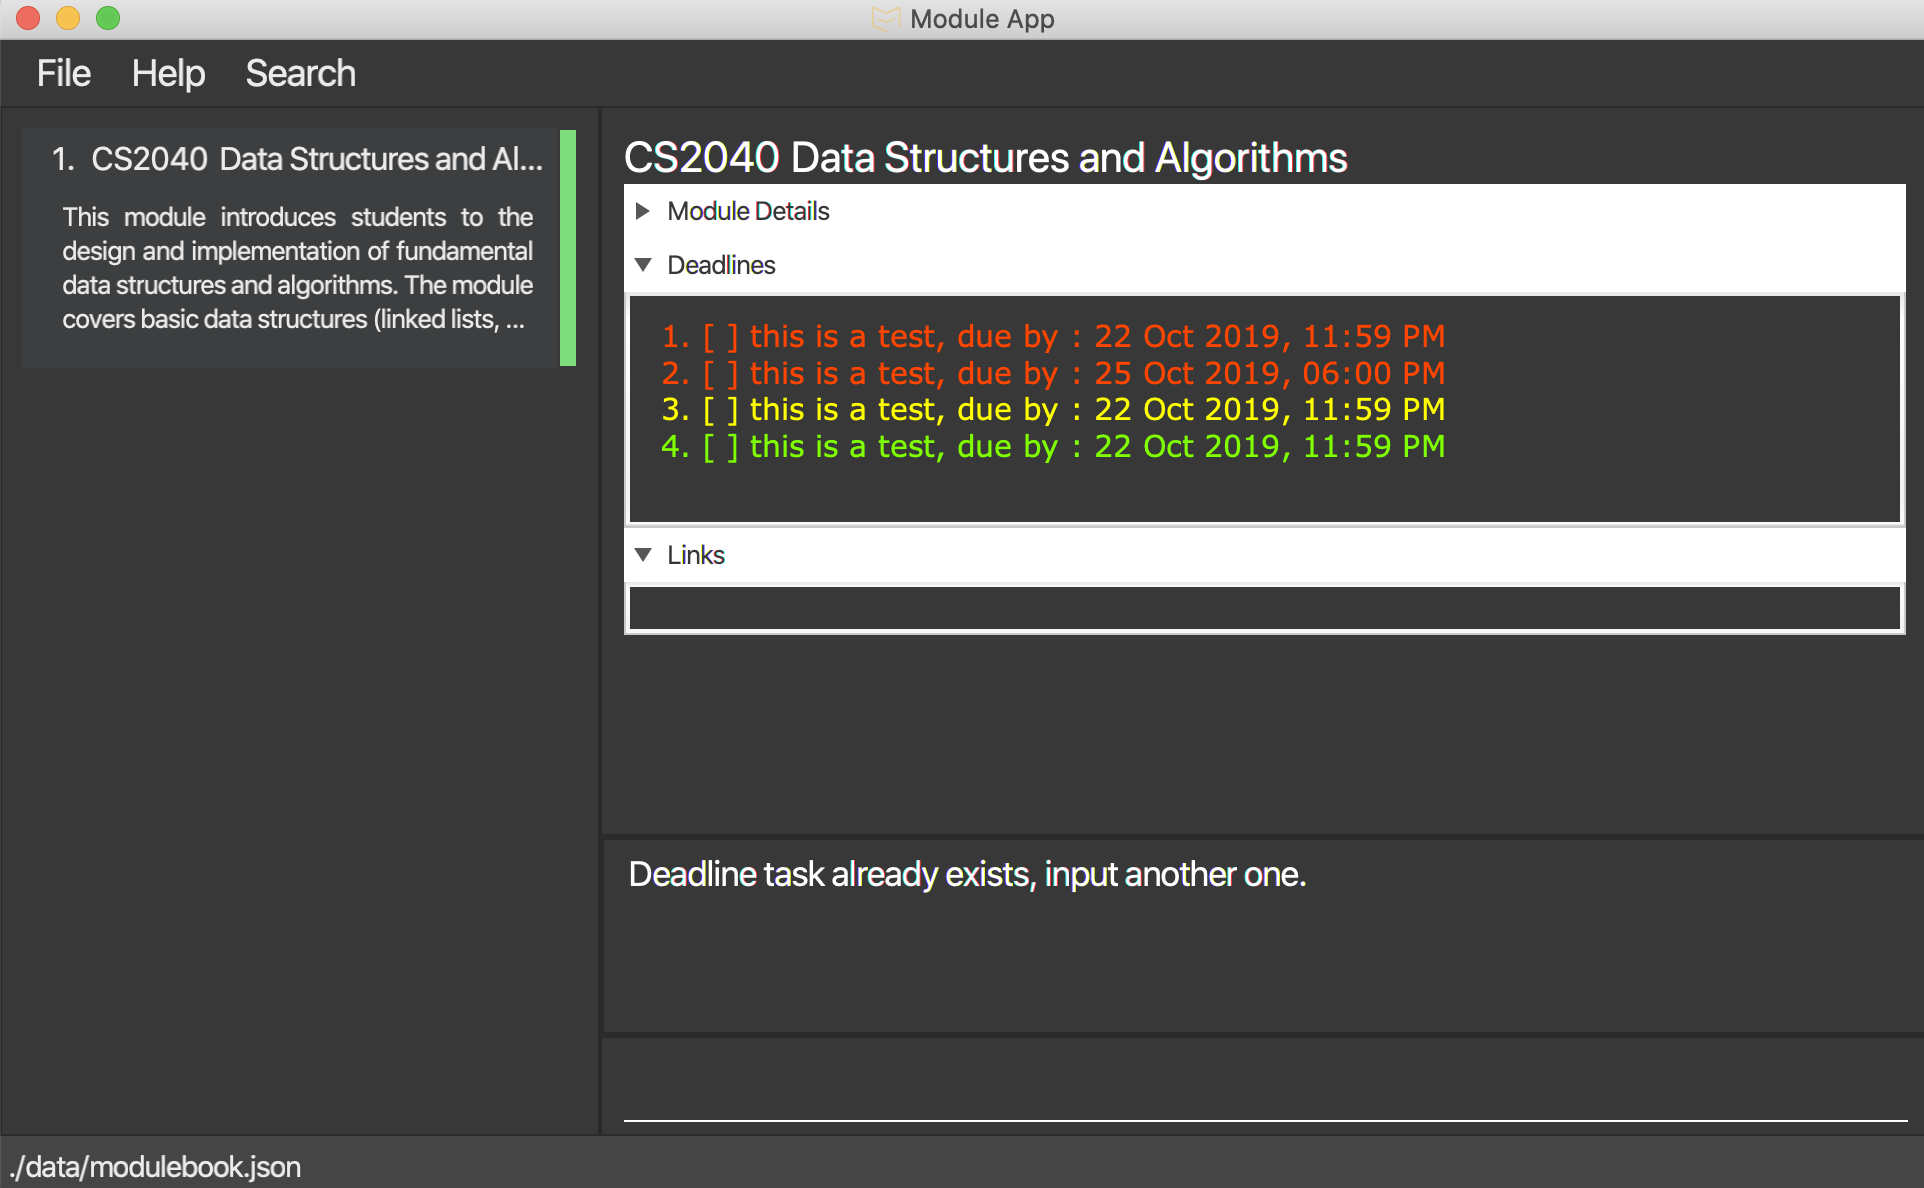 Module App
File Help Search
1. CS2040 Data Structures and Al...
This module introduces students to the
design and implementation of fundamental
data structures and algorithms. The module
covers basic data structures (linked lists, ...
CS2040 Data Structures and Algorithms
Module Details
Deadlines
1. [ ] this is a test, due by : 22 Oct 2019, 11:59 PM
2. [ ] this is a test, due by : 25 Oct 2019, 06:00 PM
3. [ ] this is a test, due by : 22 Oct 2019, 11:59 PM
4. [ ] this is a test, due by : 22 Oct 2019, 11:59 PM
Links
Deadline task already exists, input another one.
./data/modulebook.json